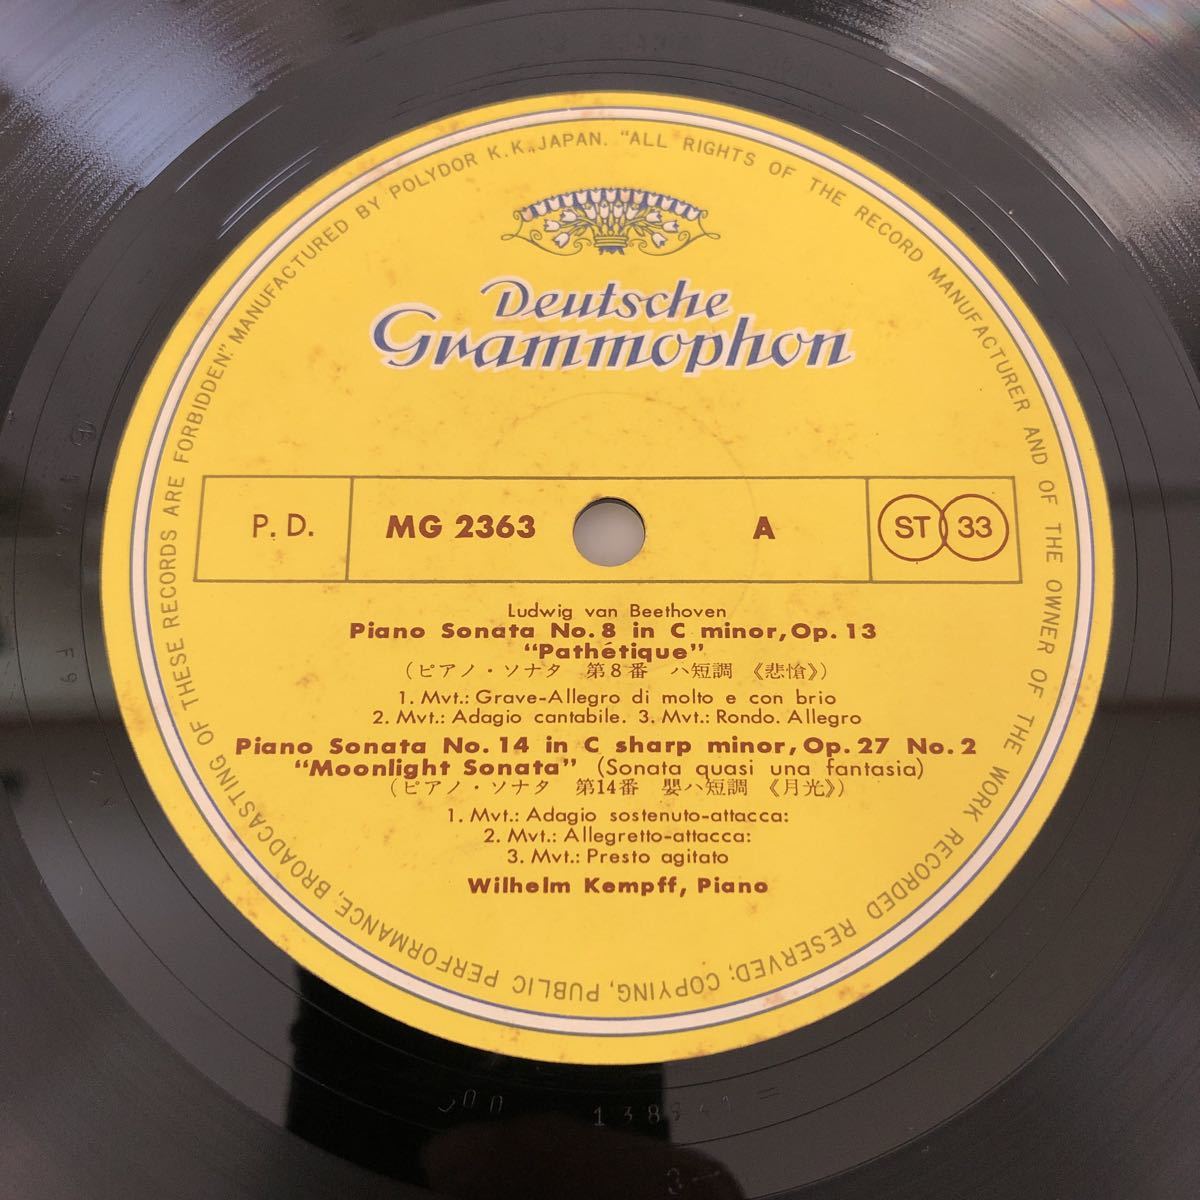 MANUFACTURED BY POLYDOR K.K., JAPAN. "ALL RIGHTS OF THE RECORD MANUFACTURER AND OF THE OWNER OF THE WORK RECORDED RESERVED; COPYING, PUBLIC PERFORMANCE, BROADCASTING OF THESE RECORDS ARE FORBIDDEN."
Deutsche
Grammophon
P. D. MG 2363 A ST 33
Ludwig van Beethoven
Piano Sonata No. 8 in C minor, Op. 13
"Pathétique"
(ピアノ・ソナタ 第8番 ハ短調 《悲愴》)
1. Mvt.: Grave-Allegro di molto e con brio
2. Mvt.: Adagio cantabile. 3. Mvt.: Rondo. Allegro
Piano Sonata No. 14 in C sharp minor, Op. 27 No. 2
"Moonlight Sonata" (Sonata quasi una fantasia)
(ピアノ・ソナタ 第14番 嬰ハ短調 《月光》)
1. Mvt.: Adagio sostenuto-attacca:
2. Mvt.: Allegretto-attacca:
3. Mvt.: Presto agitato
Wilhelm Kempff, Piano